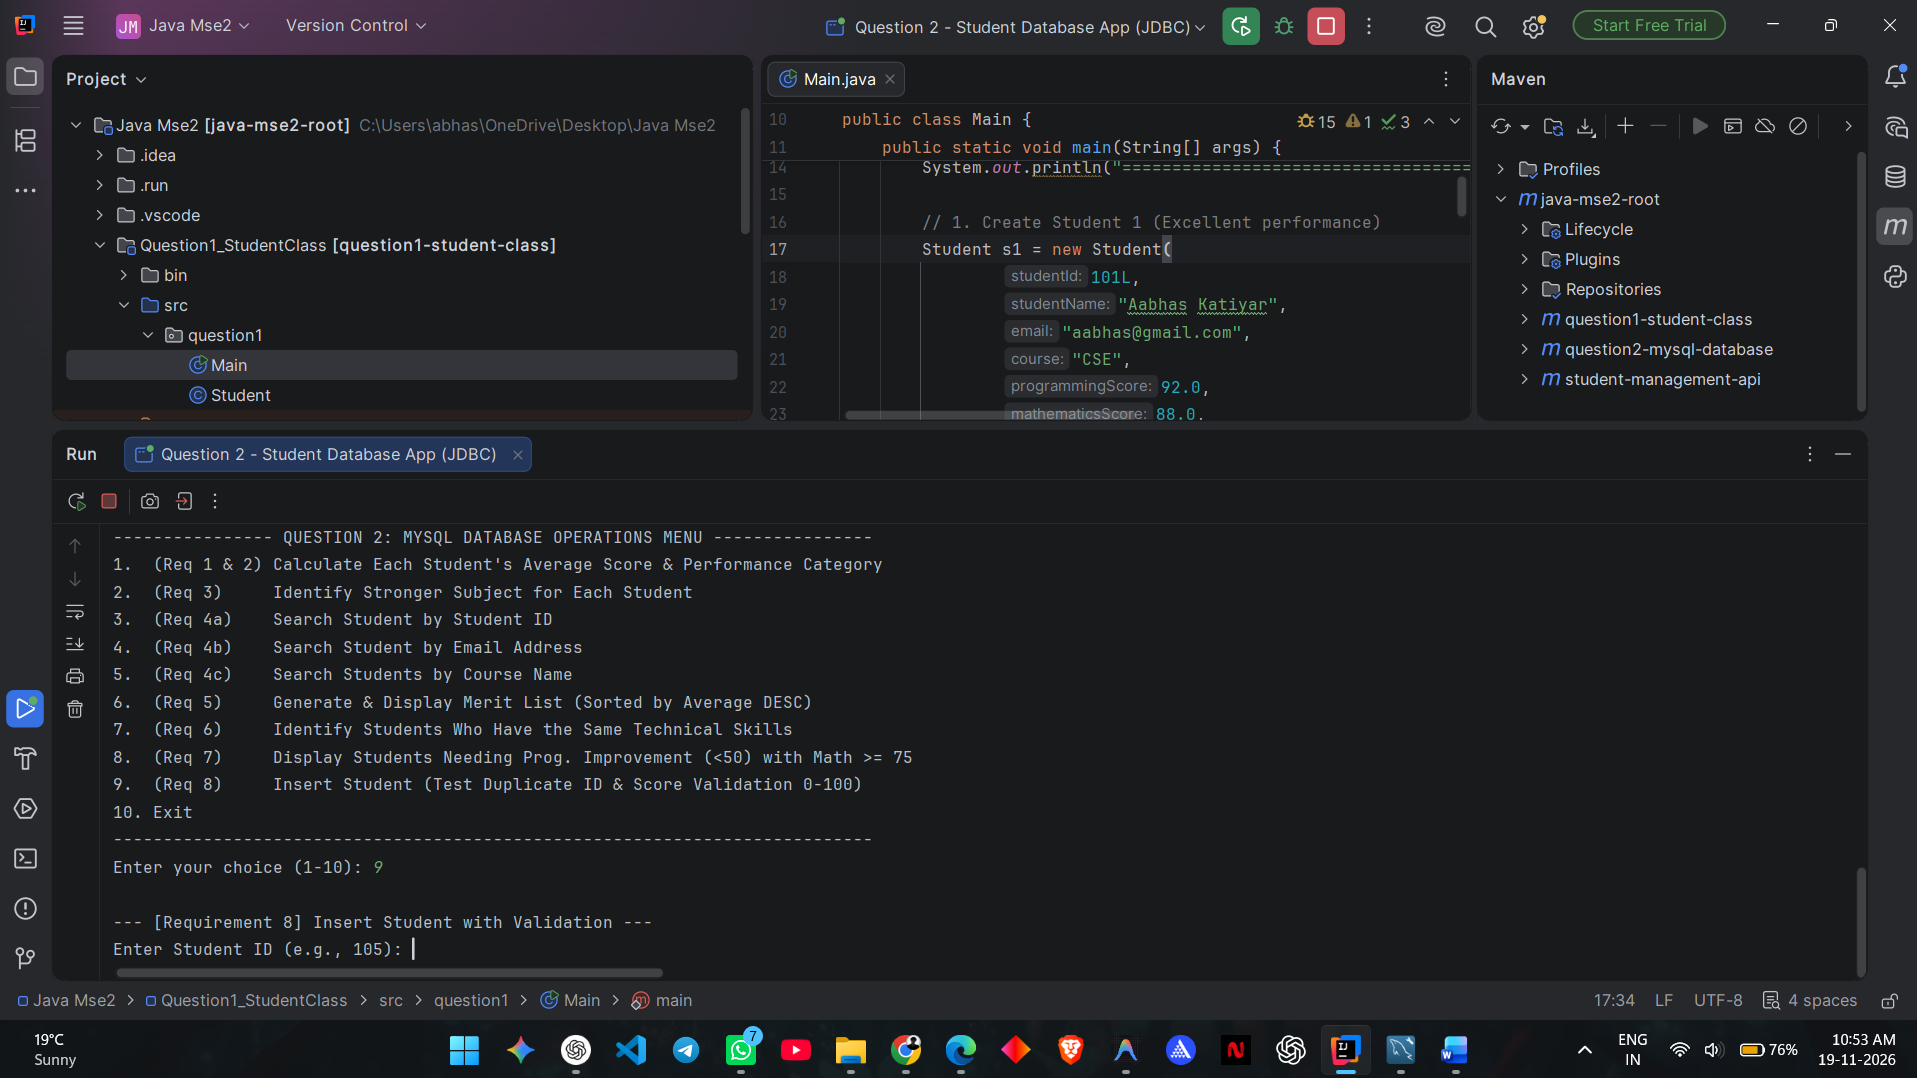 JM Java Mse2 Version Control Question 2 - Student Database App (JDBC) Start Free Trial
Project
Java Mse2 [java-mse2-root] C:\Users\abhas\OneDrive\Desktop\Java Mse2
.idea
.run
.vscode
Question1_StudentClass [question1-student-class]
bin
src
question1
Main
Student
Main.java
15 1 3
10 public class Main {
11 public static void main(String[] args) {
14 System.out.println("===================================
15
16 // 1. Create Student 1 (Excellent performance)
17 Student s1 = new Student(
18 studentId: 101L,
19 studentName: "Aabhas Katiyar",
20 email: "aabhas@gmail.com",
21 course: "CSE",
22 programmingScore: 92.0,
23 mathematicsScore: 88.0,
Maven
Profiles
java-mse2-root
Lifecycle
Plugins
Repositories
question1-student-class
question2-mysql-database
student-management-api
Run Question 2 - Student Database App (JDBC)
---------------- QUESTION 2: MYSQL DATABASE OPERATIONS MENU ----------------
1. (Req 1 & 2) Calculate Each Student's Average Score & Performance Category
2. (Req 3) Identify Stronger Subject for Each Student
3. (Req 4a) Search Student by Student ID
4. (Req 4b) Search Student by Email Address
5. (Req 4c) Search Students by Course Name
6. (Req 5) Generate & Display Merit List (Sorted by Average DESC)
7. (Req 6) Identify Students Who Have the Same Technical Skills
8. (Req 7) Display Students Needing Prog. Improvement (<50) with Math >= 75
9. (Req 8) Insert Student (Test Duplicate ID & Score Validation 0-100)
10. Exit
----------------------------------------------------------------------------
Enter your choice (1-10): 9
--- [Requirement 8] Insert Student with Validation ---
Enter Student ID (e.g., 105):
Java Mse2 > Question1_StudentClass > src > question1 > Main > main 17:34 LF UTF-8 4 spaces
19°C
Sunny
7
ENG
IN
76%
10:53 AM
19-11-2026